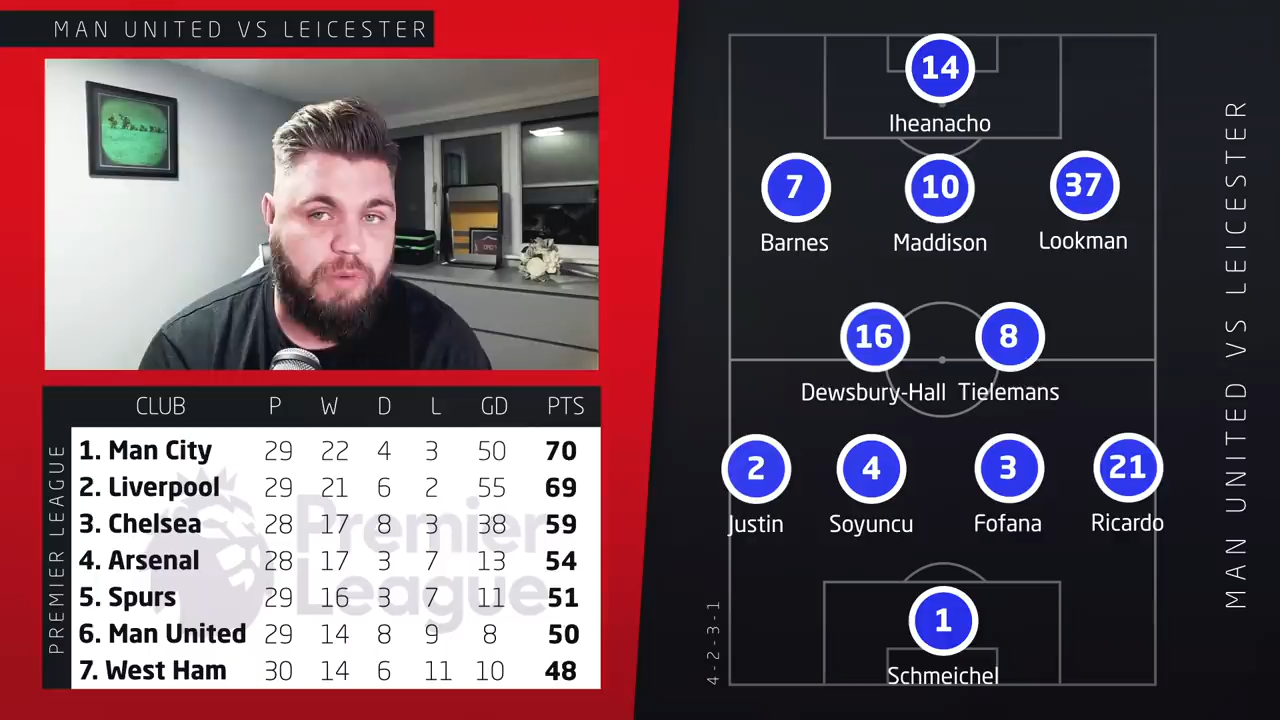 MAN UNITED VS LEICESTER
CLUB P W D L GD PTS
1. Man City 29 22 4 3 50 70
2. Liverpool 29 21 6 2 55 69
3. Chelsea 28 17 8 3 38 59
4. Arsenal 28 17 3 7 13 54
5. Spurs 29 16 3 7 11 51
6. Man United 29 14 8 9 8 50
7. West Ham 30 14 6 11 10 48
PREMIER LEAGUE
Premier
League
14
Iheanacho
7 10 37
Barnes Maddison Lookman
16 8
Dewsbury-Hall Tielemans
2 4 3 21
Justin Soyuncu Fofana Ricardo
1
Schmeichel
4-2-3-1
MAN UNITED VS LEICESTER